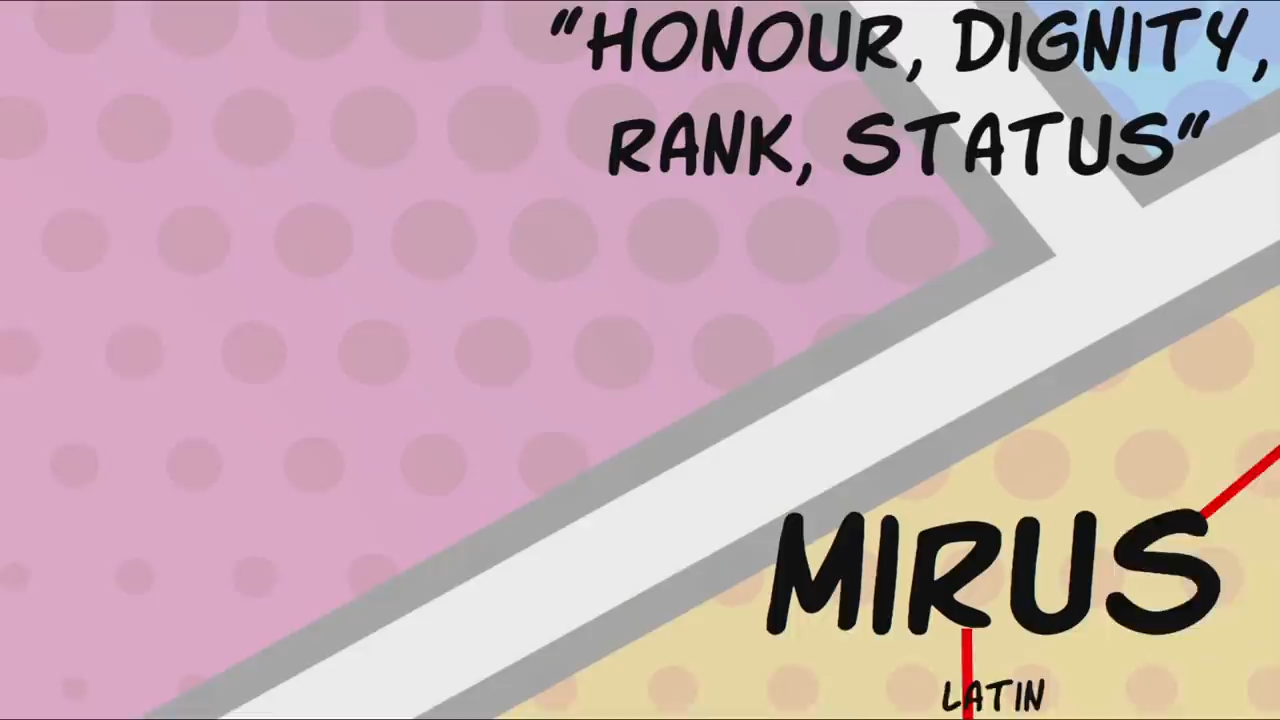 “HONOUR, DIGNITY,
RANK, STATUS”
MIRUS
LATIN